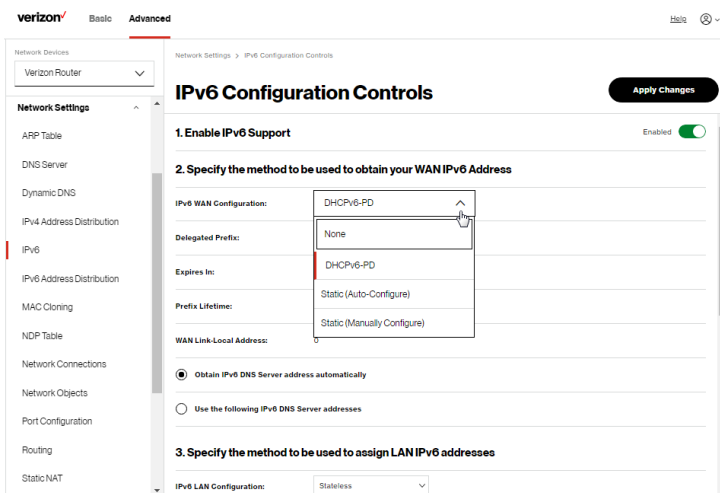 verizon✓ Basic Advanced Help
Network Devices
Verizon Router
Network Settings
ARP Table
DNS Server
Dynamic DNS
IPv4 Address Distribution
IPv6
IPv6 Address Distribution
MAC Cloning
NDP Table
Network Connections
Network Objects
Port Configuration
Routing
Static NAT
Network Settings > IPv6 Configuration Controls
IPv6 Configuration Controls
Apply Changes
1. Enable IPv6 Support
Enabled
2. Specify the method to be used to obtain your WAN IPv6 Address
IPv6 WAN Configuration: DHCPv6-PD
None
DHCPv6-PD
Static (Auto-Configure)
Static (Manually Configure)
Delegated Prefix:
Expires In:
Prefix Lifetime:
WAN Link-Local Address:
Obtain IPv6 DNS Server address automatically
Use the following IPv6 DNS Server addresses
3. Specify the method to be used to assign LAN IPv6 addresses
IPv6 LAN Configuration: Stateless